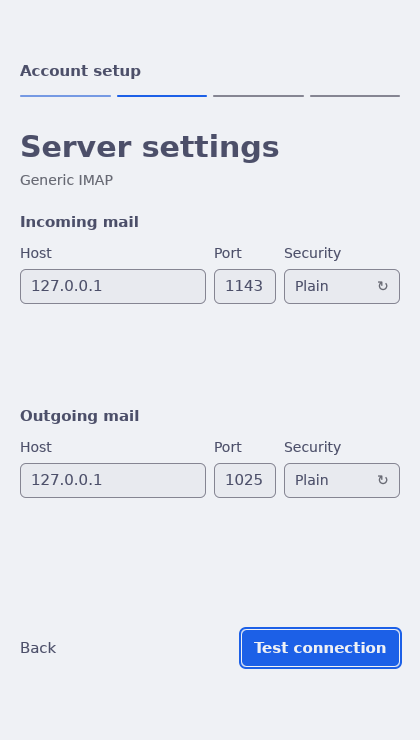 Account setup
Server settings
Generic IMAP
Incoming mail
Host Port Security
127.0.0.1 1143 Plain ↻
Outgoing mail
Host Port Security
127.0.0.1 1025 Plain ↻
Back Test connection